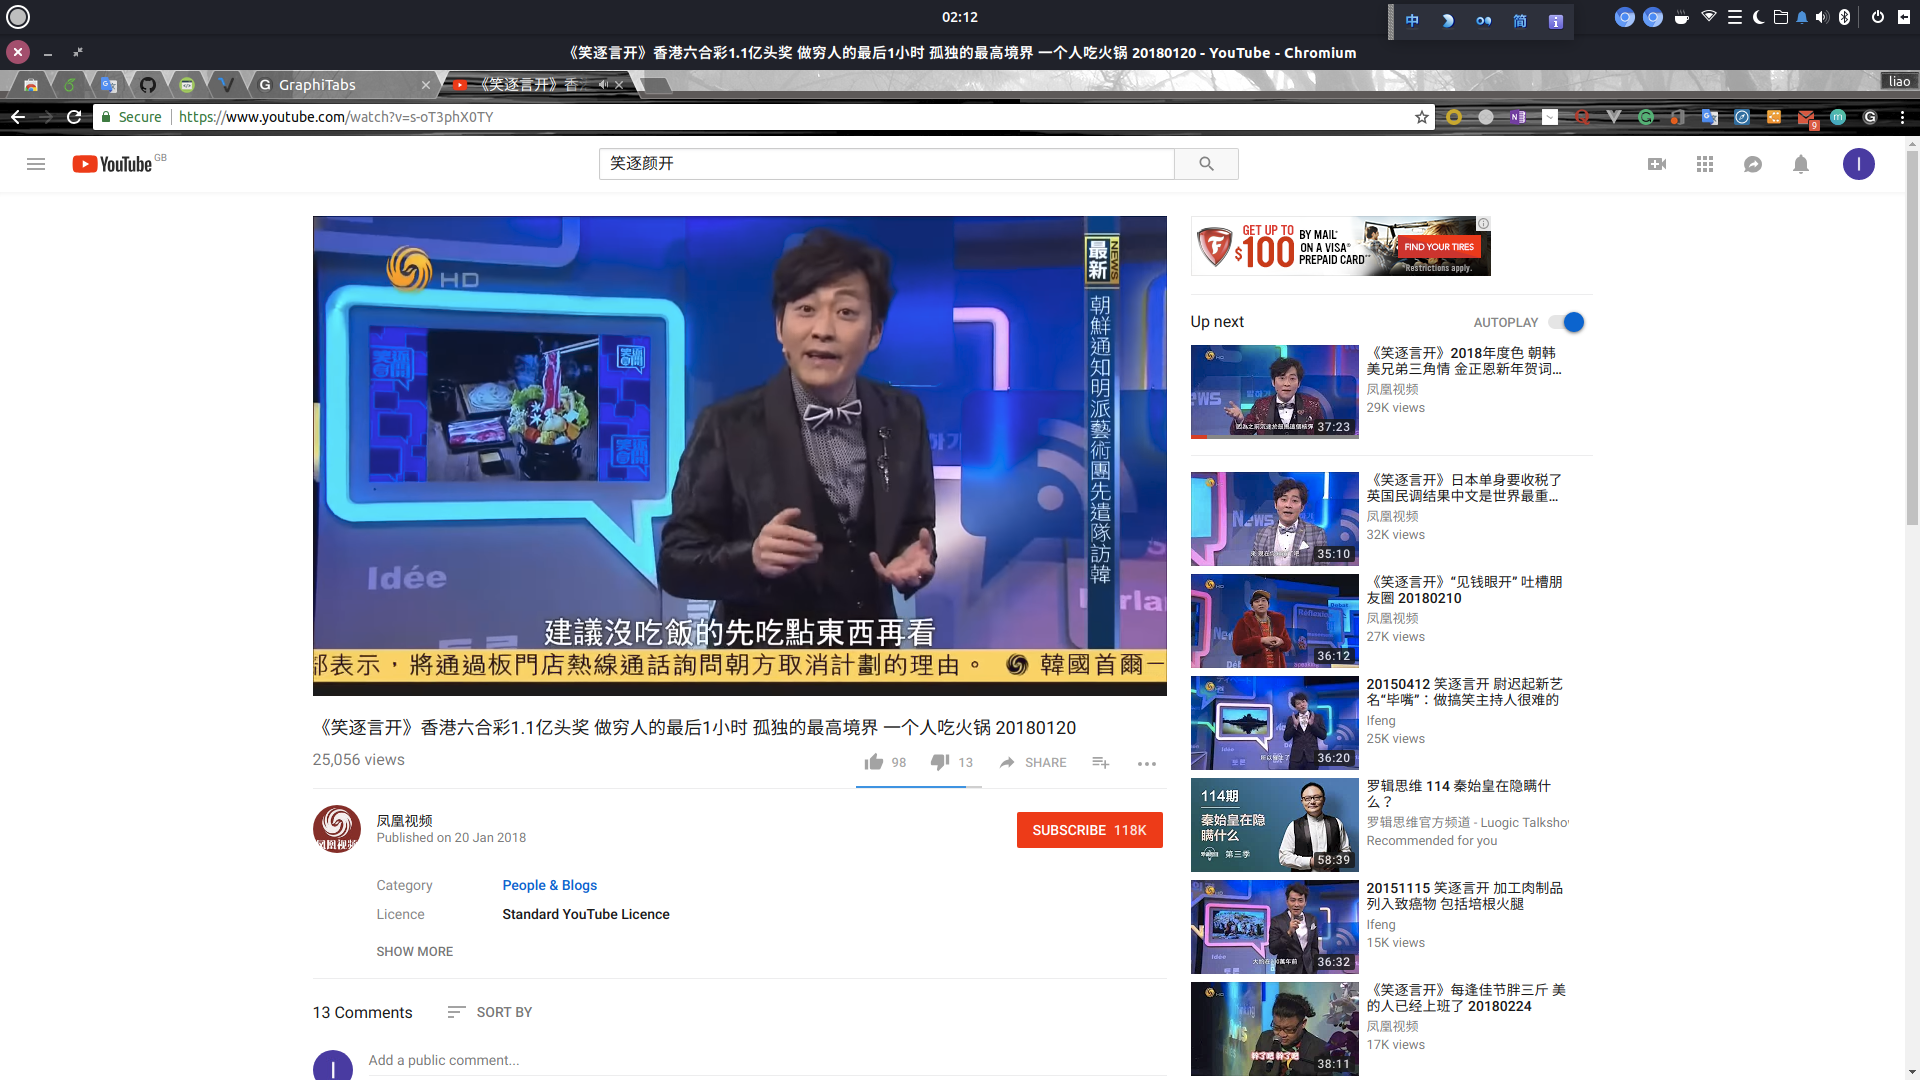 02:12
中
简
《笑逐言开》香港六合彩1.1亿头奖 做穷人的最后1小时 孤独的最高境界 一个人吃火锅 20180120 - YouTube - Chromium
GraphiTabs
《笑逐言开》香
liao
Secure
https://www.youtube.com/watch?v=s-oT3phX0TY
9
YouTube GB
笑逐颜开
I
HD
最新
NEWS
朝鮮通知明派藝術團先遣隊訪韓
Idée
建議沒吃飯的先吃點東西再看
部表示，將通過板門店熱線通話詢問朝方取消計劃的理由。 韓國首爾一
《笑逐言开》香港六合彩1.1亿头奖 做穷人的最后1小时 孤独的最高境界 一个人吃火锅 20180120
25,056 views
98
13
SHARE
凤凰视频
Published on 20 Jan 2018
SUBSCRIBE 118K
Category
People & Blogs
Licence
Standard YouTube Licence
SHOW MORE
13 Comments
SORT BY
I
Add a public comment...
GET UP TO
$100
BY MAIL*
ON A VISA®
PREPAID CARD**
FIND YOUR TIRES
*Restrictions apply.
Up next
AUTOPLAY
37:23
《笑逐言开》2018年度色 朝韩
美兄弟三角情 金正恩新年贺词...
凤凰视频
29K views
35:10
《笑逐言开》日本单身要收税了
英国民调结果中文是世界最重...
凤凰视频
32K views
36:12
《笑逐言开》“见钱眼开” 吐槽朋
友圈 20180210
凤凰视频
27K views
36:20
20150412 笑逐言开 尉迟起新艺
名“毕嘴”：做搞笑主持人很难的
Ifeng
25K views
114期
秦始皇在隐
瞒什么
第三季
58:39
罗辑思维 114 秦始皇在隐瞒什
么？
罗辑思维官方频道 - Luogic Talkshow
Recommended for you
36:32
20151115 笑逐言开 加工肉制品
列入致癌物 包括培根火腿
Ifeng
15K views
38:11
《笑逐言开》每逢佳节胖三斤 美
的人已经上班了 20180224
凤凰视频
17K views